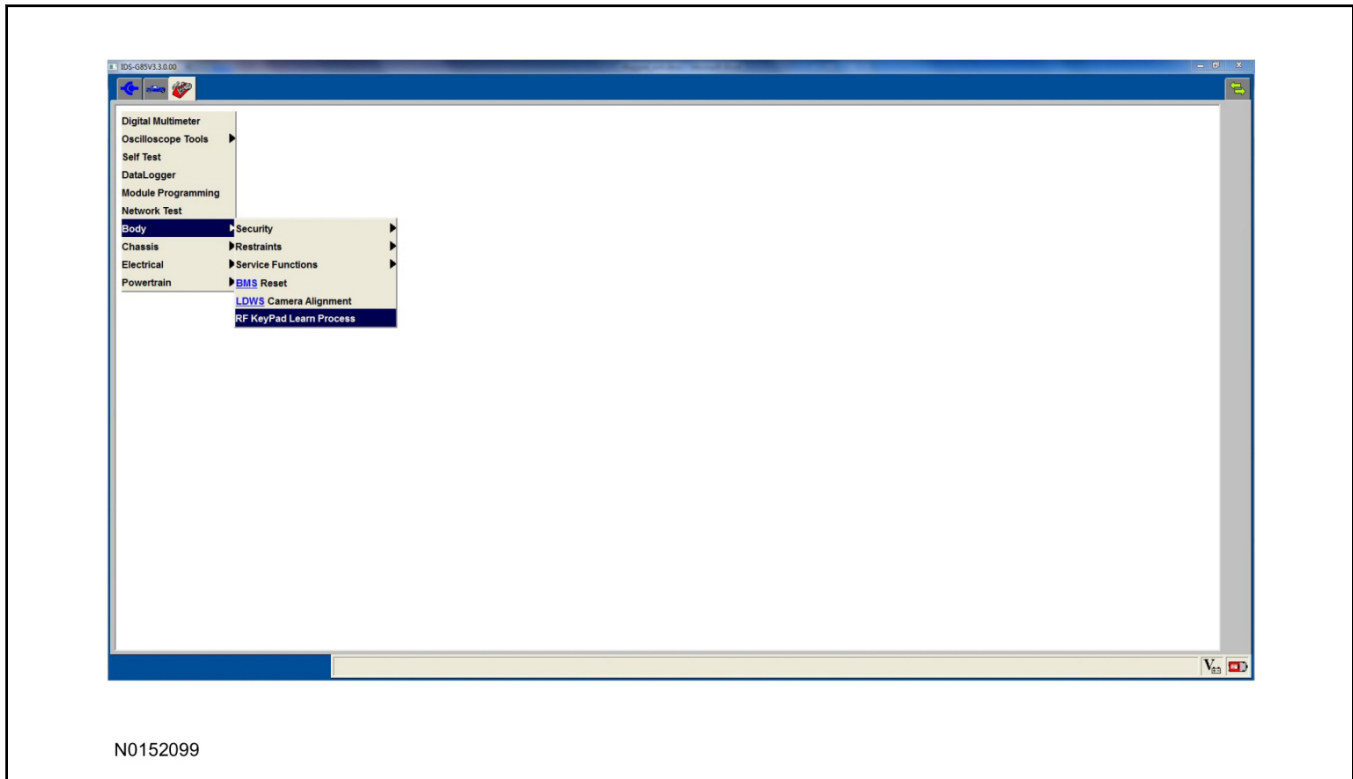 IDS-G85V3.3.0.00
Digital Multimeter
Oscilloscope Tools
Self Test
DataLogger
Module Programming
Network Test
Body
Chassis
Electrical
Powertrain
Security
Restraints
Service Functions
BMS Reset
LDWS Camera Alignment
RF KeyPad Learn Process
V
N0152099